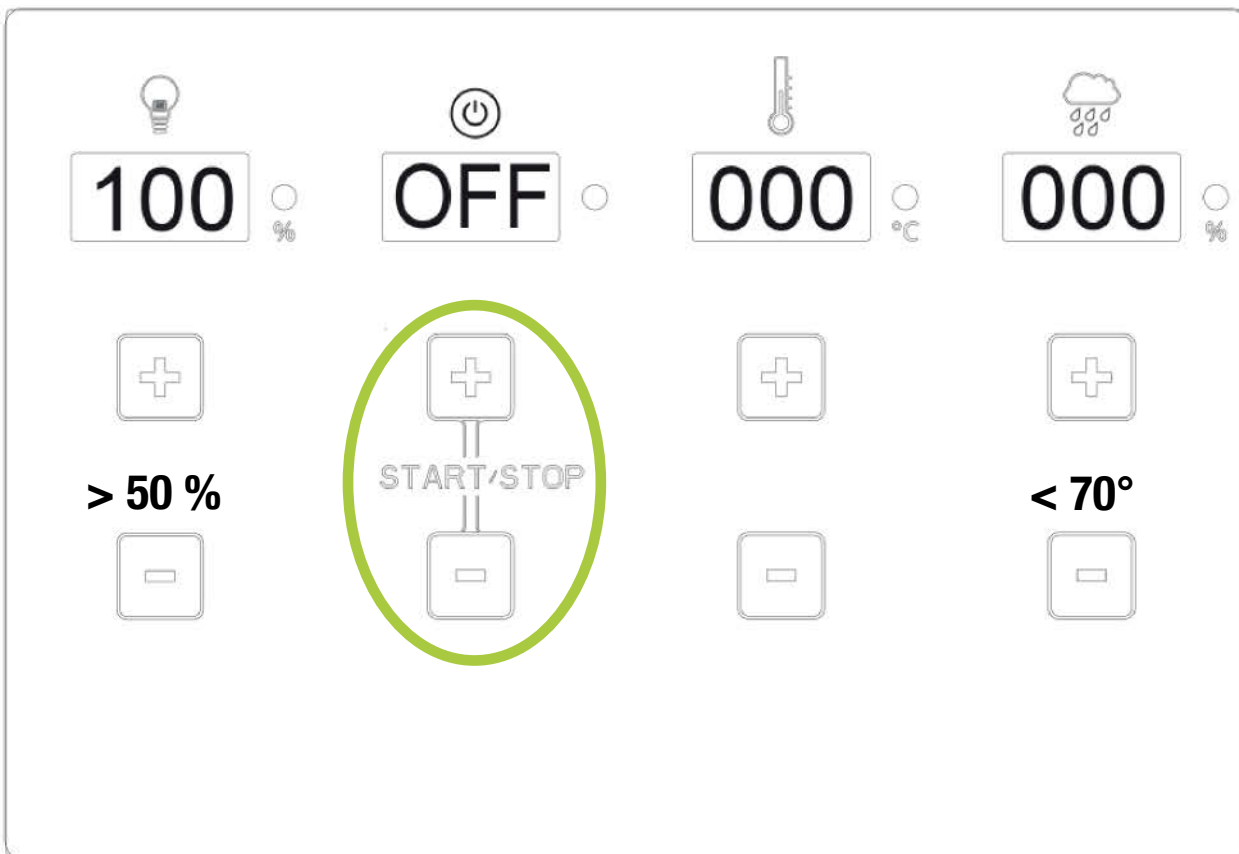 100 % OFF 000 °C 000 %
+ + + +
START/STOP
> 50 % < 70°
- - - -